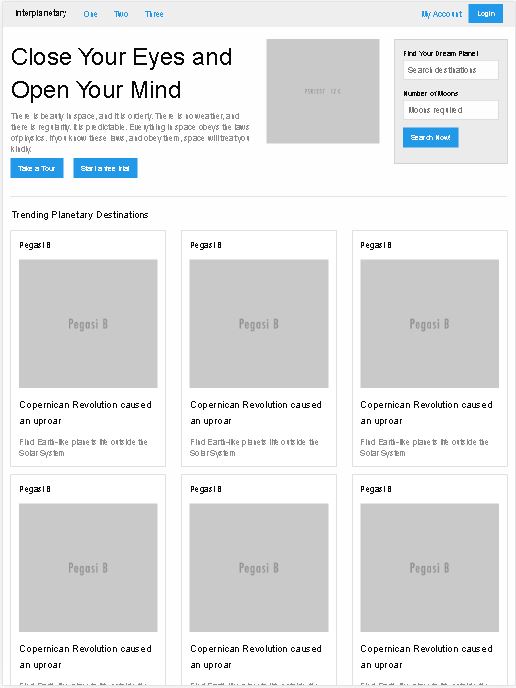 Interplanetary One Two Three My Account Login
Close Your Eyes and
Open Your Mind
There is beauty in space, and it is orderly. There is no weather, and
there is regularity. It is predictable. Everything in space obeys the laws
of physics. If you know these laws, and obey them, space will treat you
kindly.
Take a Tour Start a free trial
Find Your Dream Planet
Search destinations
Number of Moons
Moons required
Search Now!
Trending Planetary Destinations
Pegasi B Pegasi B Pegasi B
Pegasi B Pegasi B Pegasi B
Copernican Revolution caused Copernican Revolution caused Copernican Revolution caused
an uproar an uproar an uproar
Find Earth-like planets life outside the Find Earth-like planets life outside the Find Earth-like planets life outside the
Solar System Solar System Solar System
Pegasi B Pegasi B Pegasi B
Pegasi B Pegasi B Pegasi B
Copernican Revolution caused Copernican Revolution caused Copernican Revolution caused
an uproar an uproar an uproar